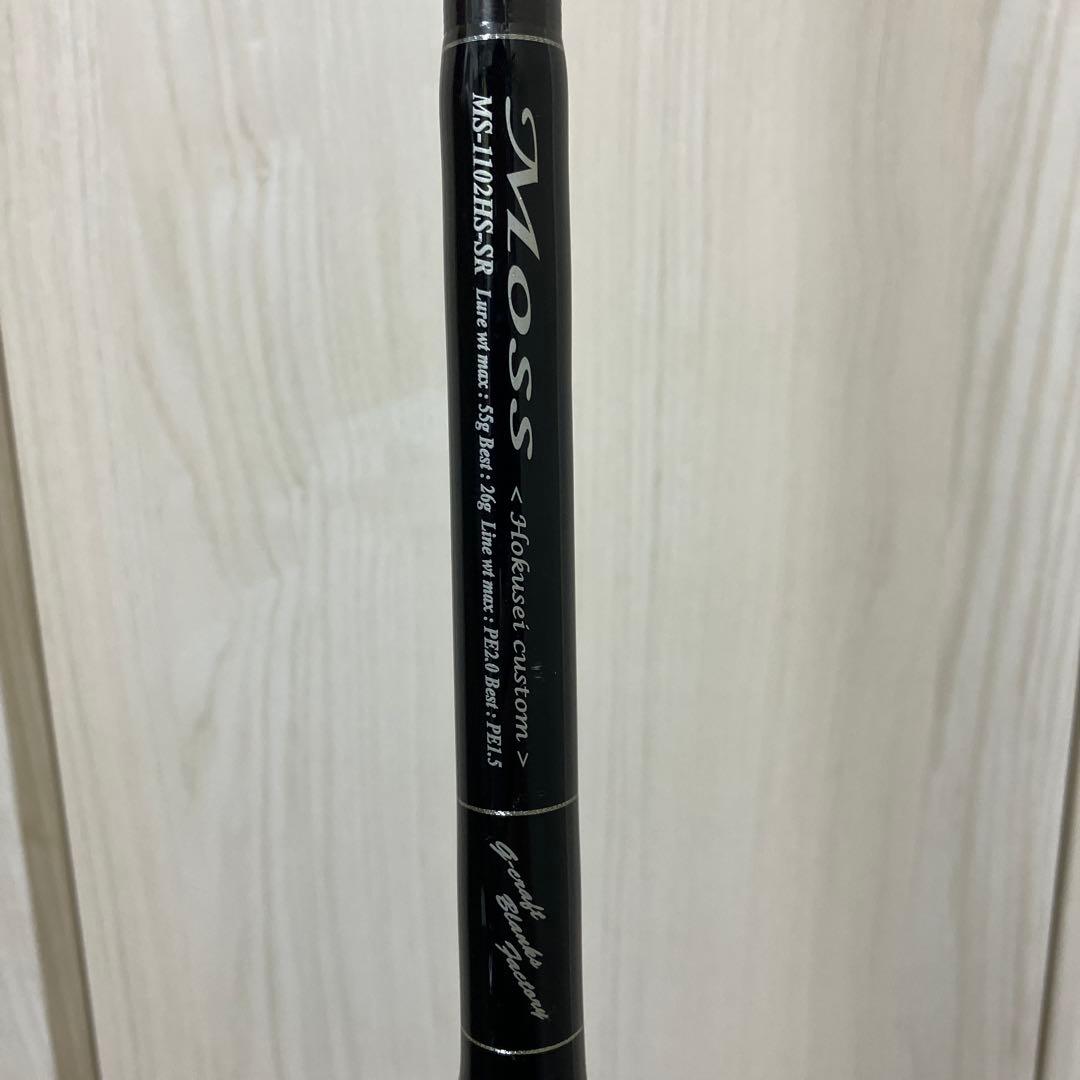 Moss < Hokusei custom >
MS-1102HS-SR Lure wt max : 55g Best : 26g Line wt max : PE2.0 Best : PE1.5
g-craft
Blanks
Factory